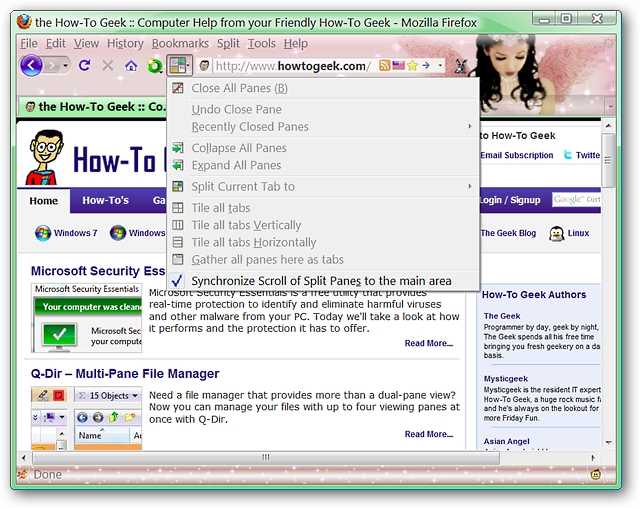 the How-To Geek :: Computer Help from your Friendly How-To Geek - Mozilla Firefox
File Edit View History Bookmarks Split Tools Help
http://www.howtogeek.com/
the How-To Geek :: Co...
Close All Panes (B)
Undo Close Pane
Recently Closed Panes
Collapse All Panes
Expand All Panes
Split Current Tab to
Tile all tabs
Tile all tabs Vertically
Tile all tabs Horizontally
Gather all panes here as tabs
Synchronize Scroll of Split Panes to the main area
to How-To Geek
How-To
Email Subscription Twitte
Home How-To's Ga Login / Signup Google™
Windows 7 Windows The Geek Blog Linux
Microsoft Security Ess
Microsoft Security Essentials
Your computer was cleane
Microsoft Sec
your compute
Microsoft Security Essentials is a free utility that provides
real-time protection to identify and eliminate harmful viruses
and other malware from your PC. Today we'll take a look at how
it performs and the protection it has to offer.
Read More...
Q-Dir – Multi-Pane File Manager
15 Objects
Name Au
Need a file manager that provides more than a dual-pane view?
Now you can manage your files with up to four viewing panes at
once with Q-Dir.
Read More...
How-To Geek Authors
The Geek
Programmer by day, geek by night,
The Geek spends all his free time
bringing you fresh geekery on a da
basis.
Mysticgeek
Mysticgeek is the resident IT expert
How-To Geek, a huge rock music fa
and he's always on the lookout for
more Friday Fun.
Asian Angel
Done